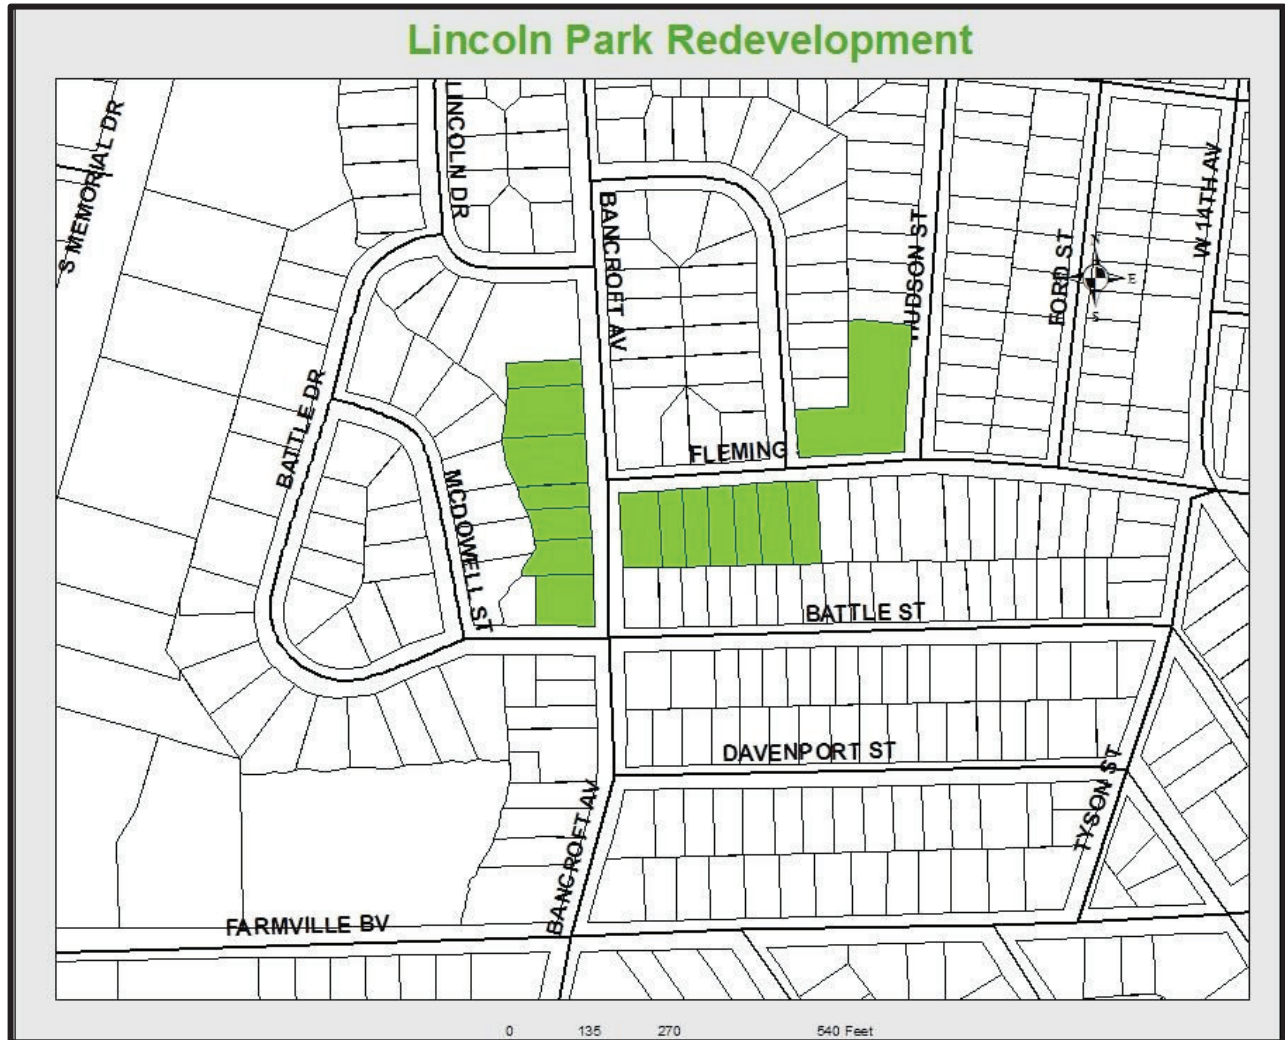 Lincoln Park Redevelopment
S MEMORIAL DR
LINCOLN DR
BANCROFT AV
HUDSON ST
FORD ST
W 14TH AV
N
E
S
BATTLE DR
MCDOWELL ST
FLEMING
BATTLE ST
DAVENPORT ST
TYSON ST
BANCROFT AV
FARMVILLE BV
0 135 270 540 Feet